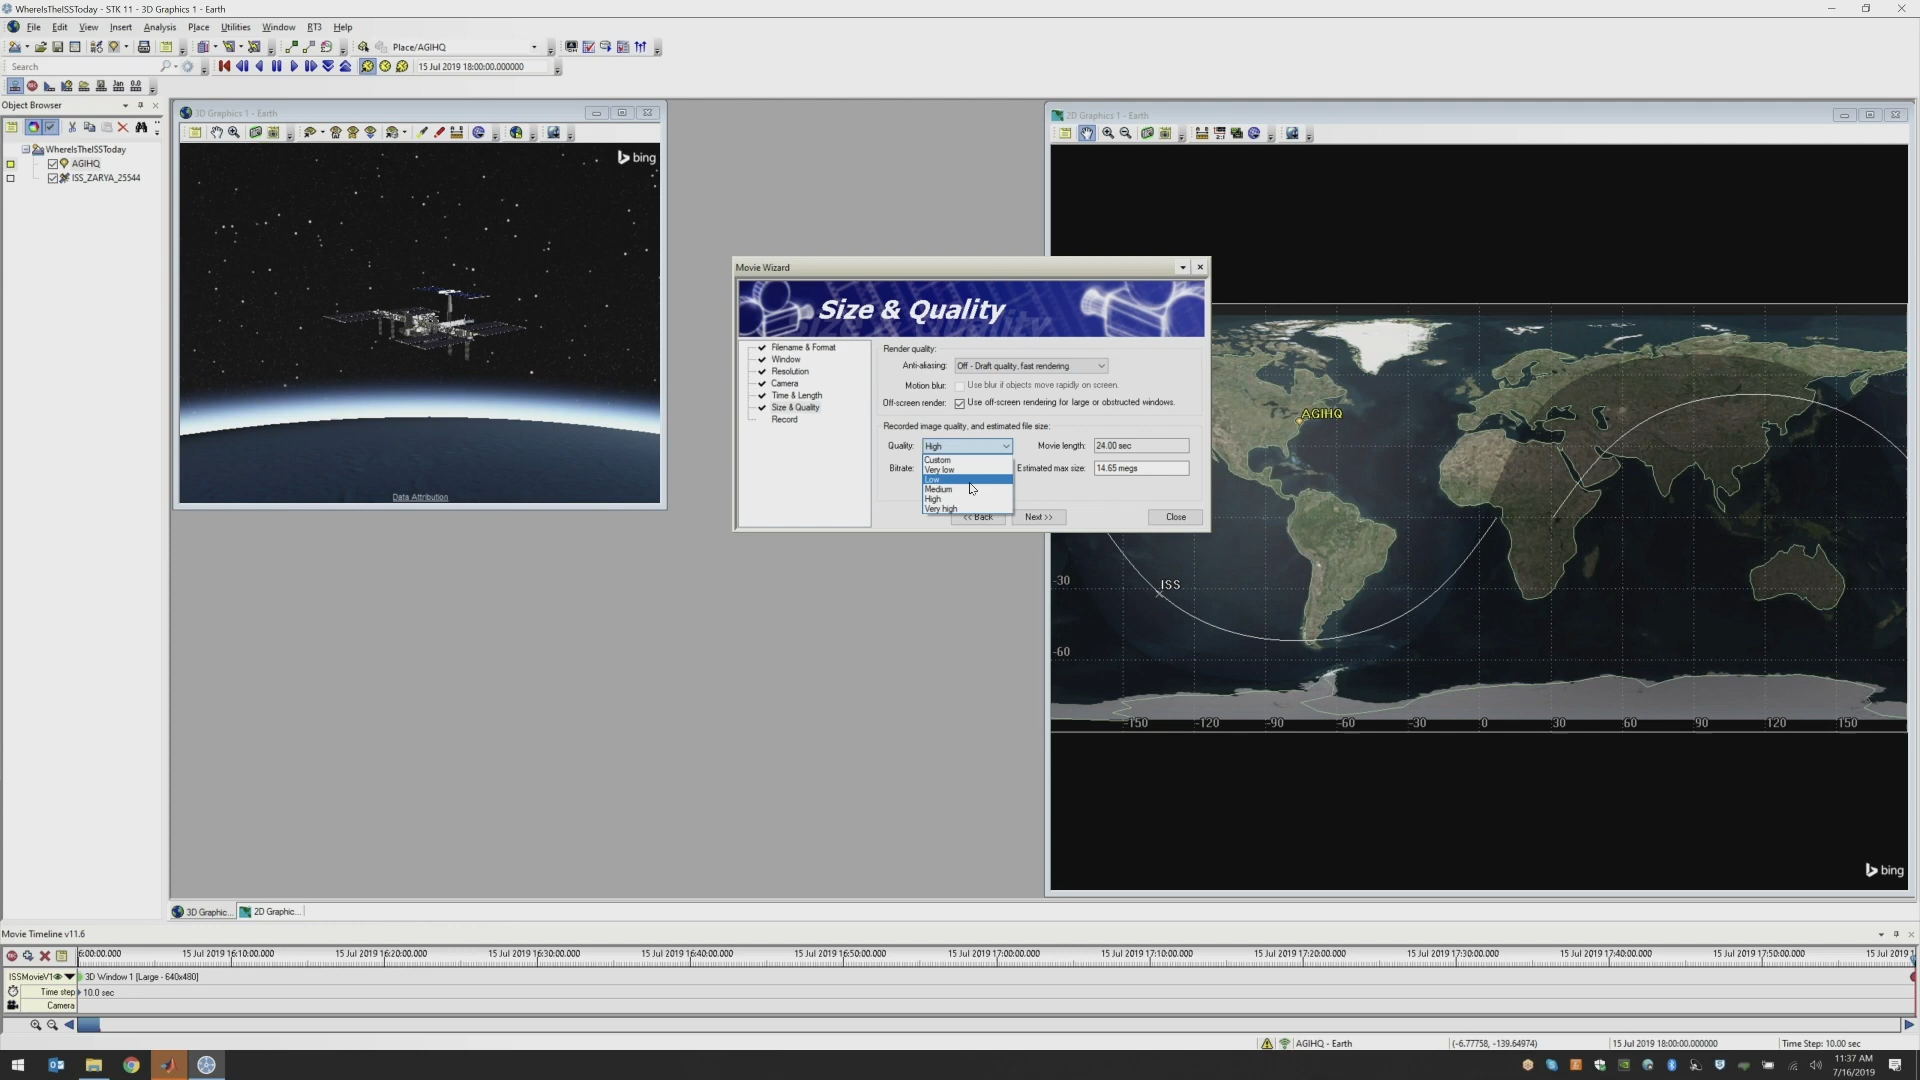 WhereIsTheISSToday - STK 11 - 3D Graphics 1 - Earth
File Edit View Insert Analysis Place Utilities Window RT3 Help
Place/AGIHQ
Search
15 Jul 2019 18:00:00.000000
Jan 0.0
Object Browser
WhereIsTheISSToday
AGIHQ
ISS_ZARYA_25544
3D Graphics 1 - Earth
bing
Data Attribution
2D Graphics 1 - Earth
AGIHQ
ISS
-30
-60
-150 -120 -90 -60 -30 0 30 60 90 120 150
bing
Movie Wizard
Size & Quality
Filename & Format
Window
Resolution
Camera
Time & Length
Size & Quality
Record
Render quality:
Anti-aliasing: Off - Draft quality, fast rendering
Motion blur: Use blur if objects move rapidly on screen.
Off-screen render: Use off-screen rendering for large or obstructed windows.
Recorded image quality, and estimated file size:
Quality: High Movie length: 24.00 sec
Bitrate: Estimated max size: 14.65 megs
Custom
Very low
Low
Medium
High
Very high
<< Back Next >> Close
3D Graphic... 2D Graphic...
Movie Timeline v11.6
6:00:00.000 15 Jul 2019 16:10:00.000 15 Jul 2019 16:20:00.000 15 Jul 2019 16:30:00.000 15 Jul 2019 16:40:00.000 15 Jul 2019 16:50:00.000 15 Jul 2019 17:00:00.000 15 Jul 2019 17:10:00.000 15 Jul 2019 17:20:00.000 15 Jul 2019 17:30:00.000 15 Jul 2019 17:40:00.000 15 Jul 2019 17:50:00.000 15 Jul 2019 1
ISSMovieV1 3D Window 1 [Large - 640x480]
Time step 10.0 sec
Camera
AGIHQ - Earth (-6.77758, -139.64974) 15 Jul 2019 18:00:00.000000 Time Step: 10.00 sec
11:37 AM
7/16/2019